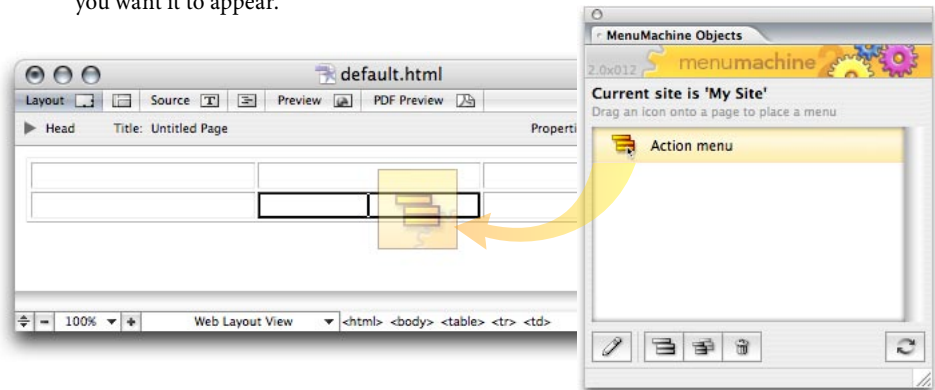 you want it to appear.
default.html
Layout Source T Preview PDF Preview
Head Title: Untitled Page Properti
100% Web Layout View <html> <body> <table> <tr> <td>
MenuMachine Objects
2.0x012 menumachine 2
Current site is 'My Site'
Drag an icon onto a page to place a menu
Action menu